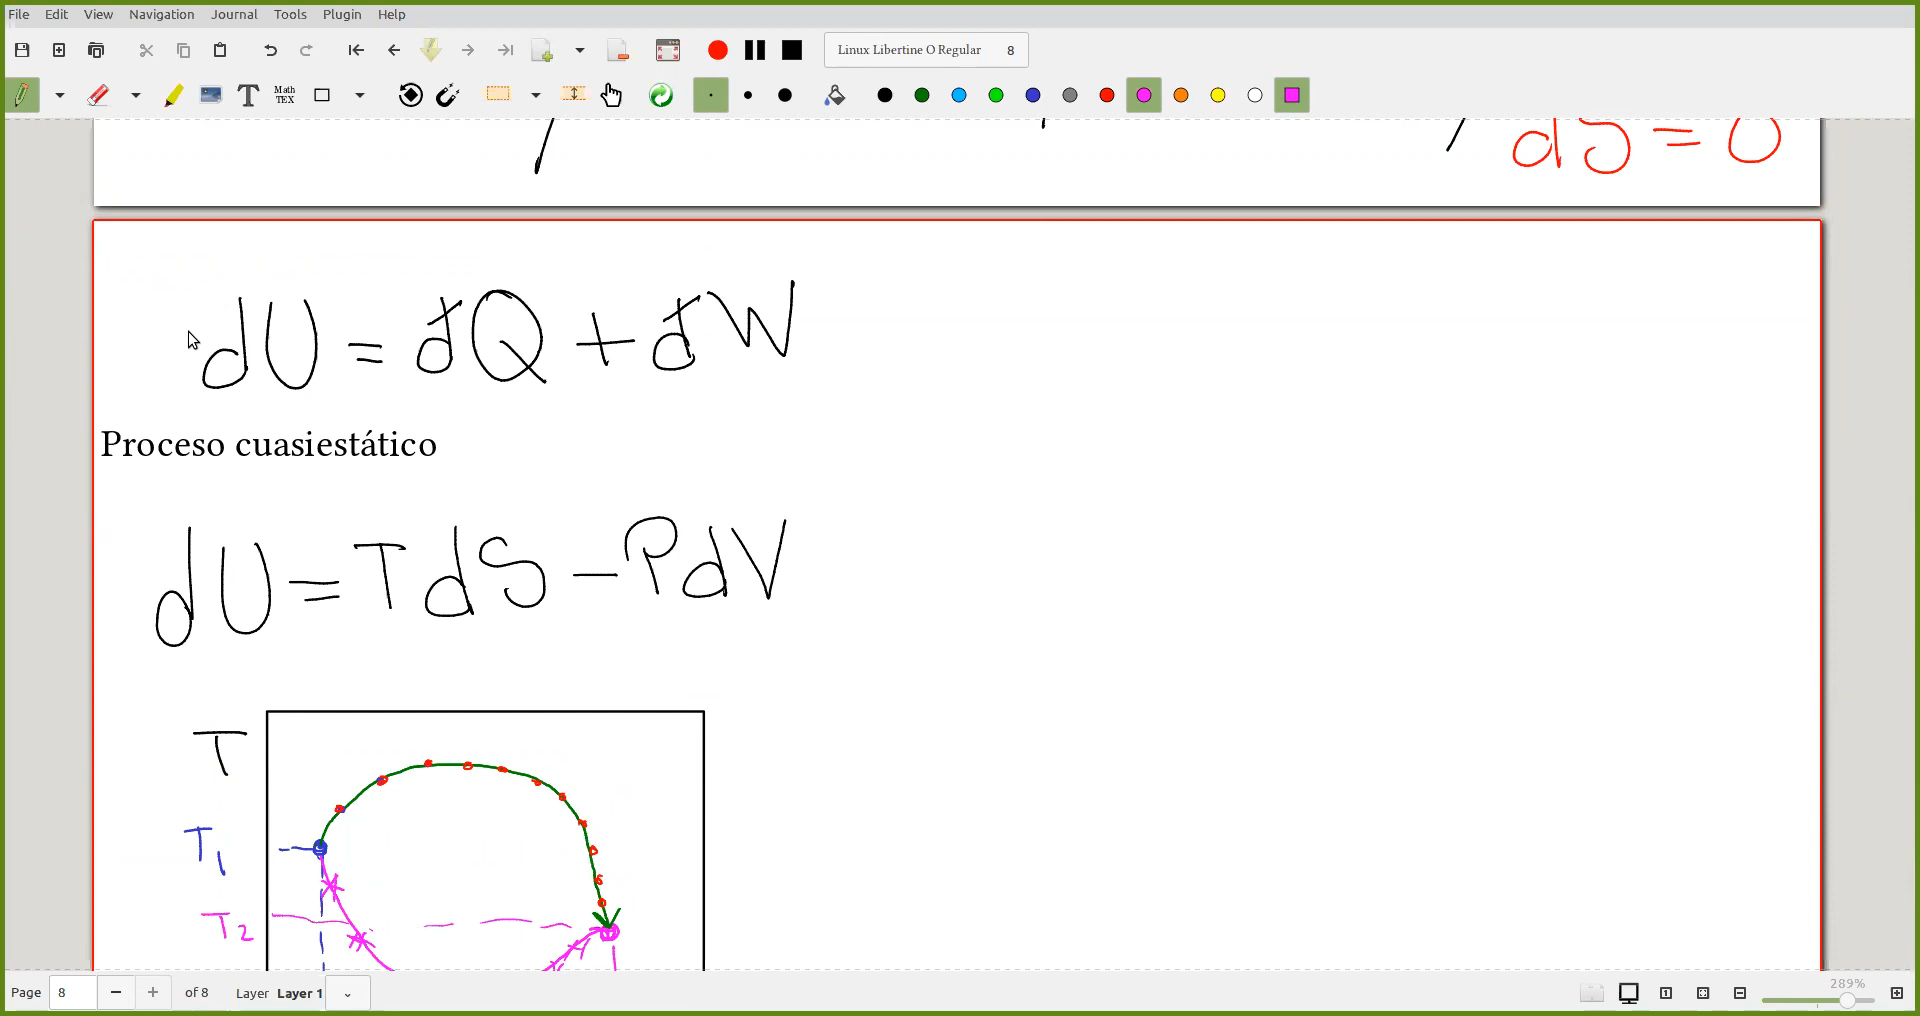 File Edit View Navigation Journal Tools Plugin Help
Linux Libertine O Regular 8
T Math TEX
dS = 0
dU = đQ + đW
Proceso cuasiestático
dU = TdS − PdV
T
T₁
T₂
Page 8 of 8 Layer Layer 1 289%